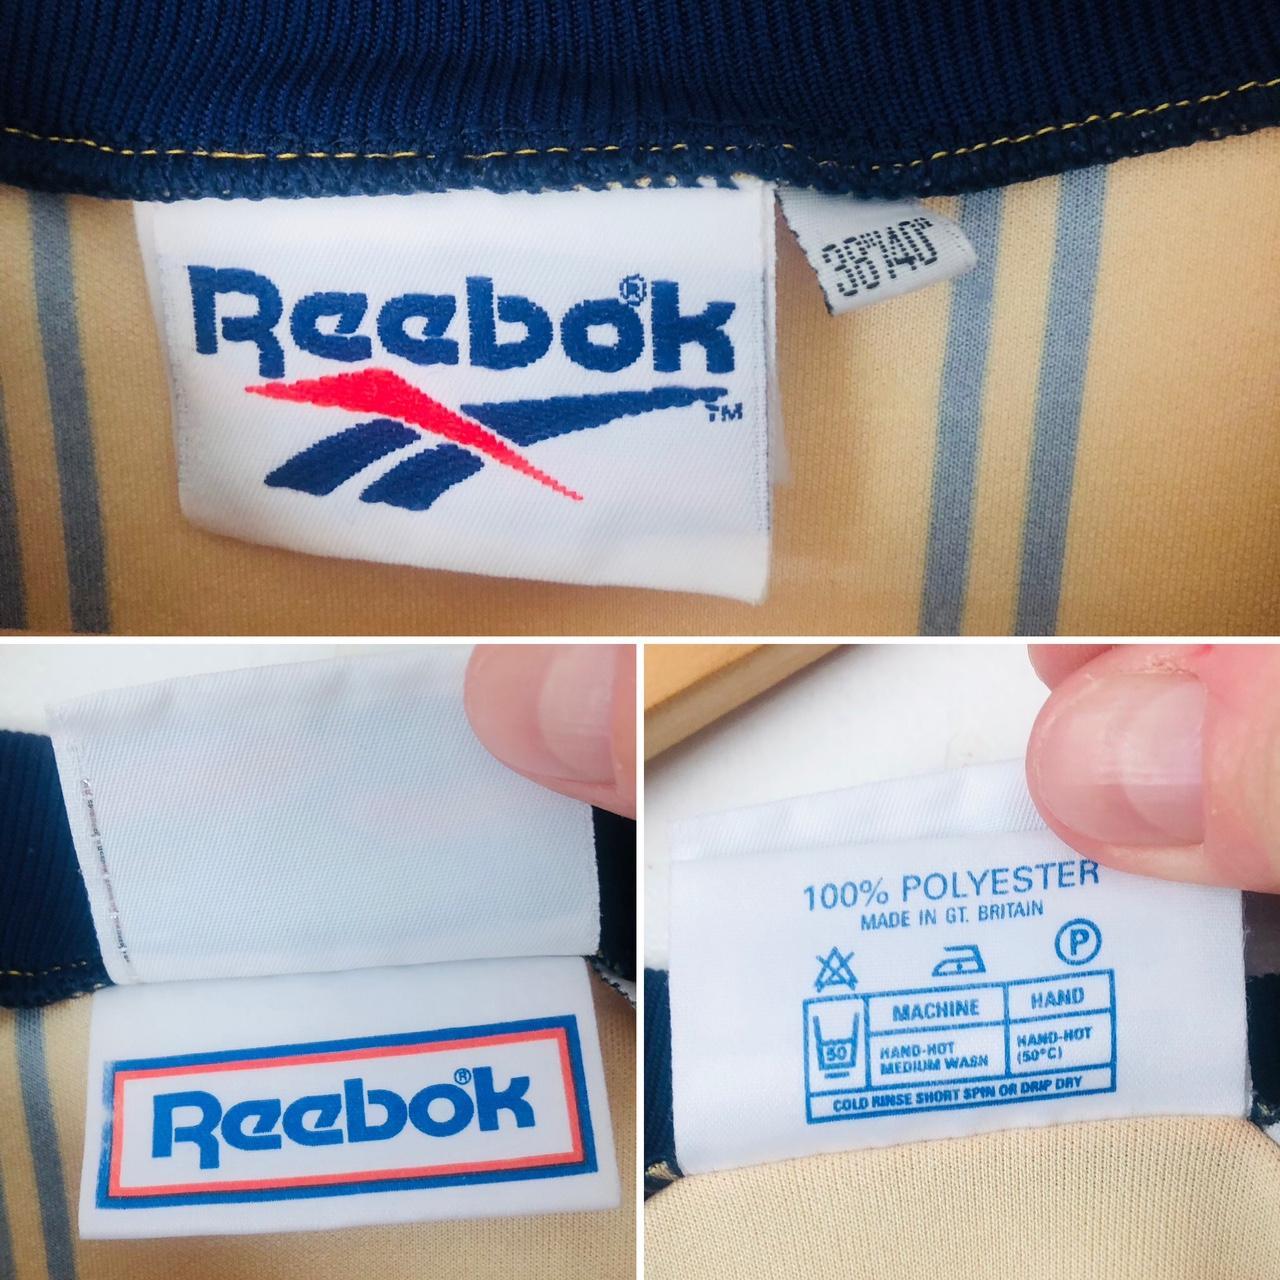 Reebok®
TM
38"/40"
Reebok®
100% POLYESTER
MADE IN GT. BRITAIN
P
50
MACHINE
HAND
HAND-HOT
MEDIUM WASH
HAND-HOT
(50°C)
COLD RINSE SHORT SPIN OR DRIP DRY